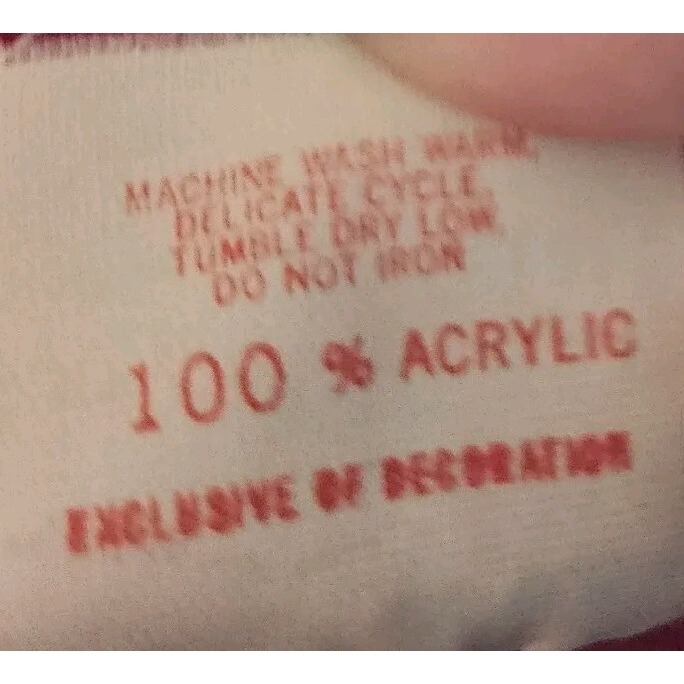 MACHINE WASH WARM,
DELICATE CYCLE,
TUMBLE DRY LOW,
DO NOT IRON
100 % ACRYLIC
EXCLUSIVE OF DECORATION